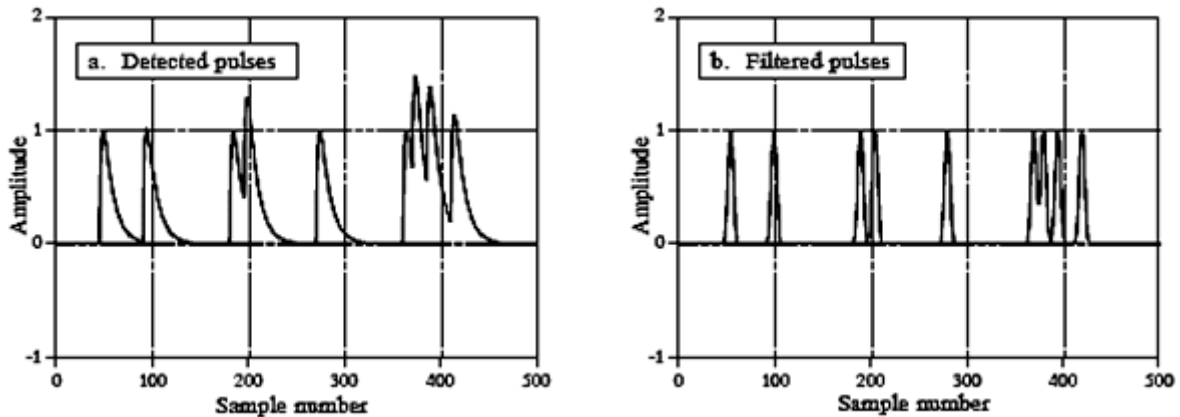 a. Detected pulses
2
1
0
-1
0 100 200 300 400 500
Amplitude
Sample number
b. Filtered pulses
2
1
0
-1
0 100 200 300 400 500
Amplitude
Sample number